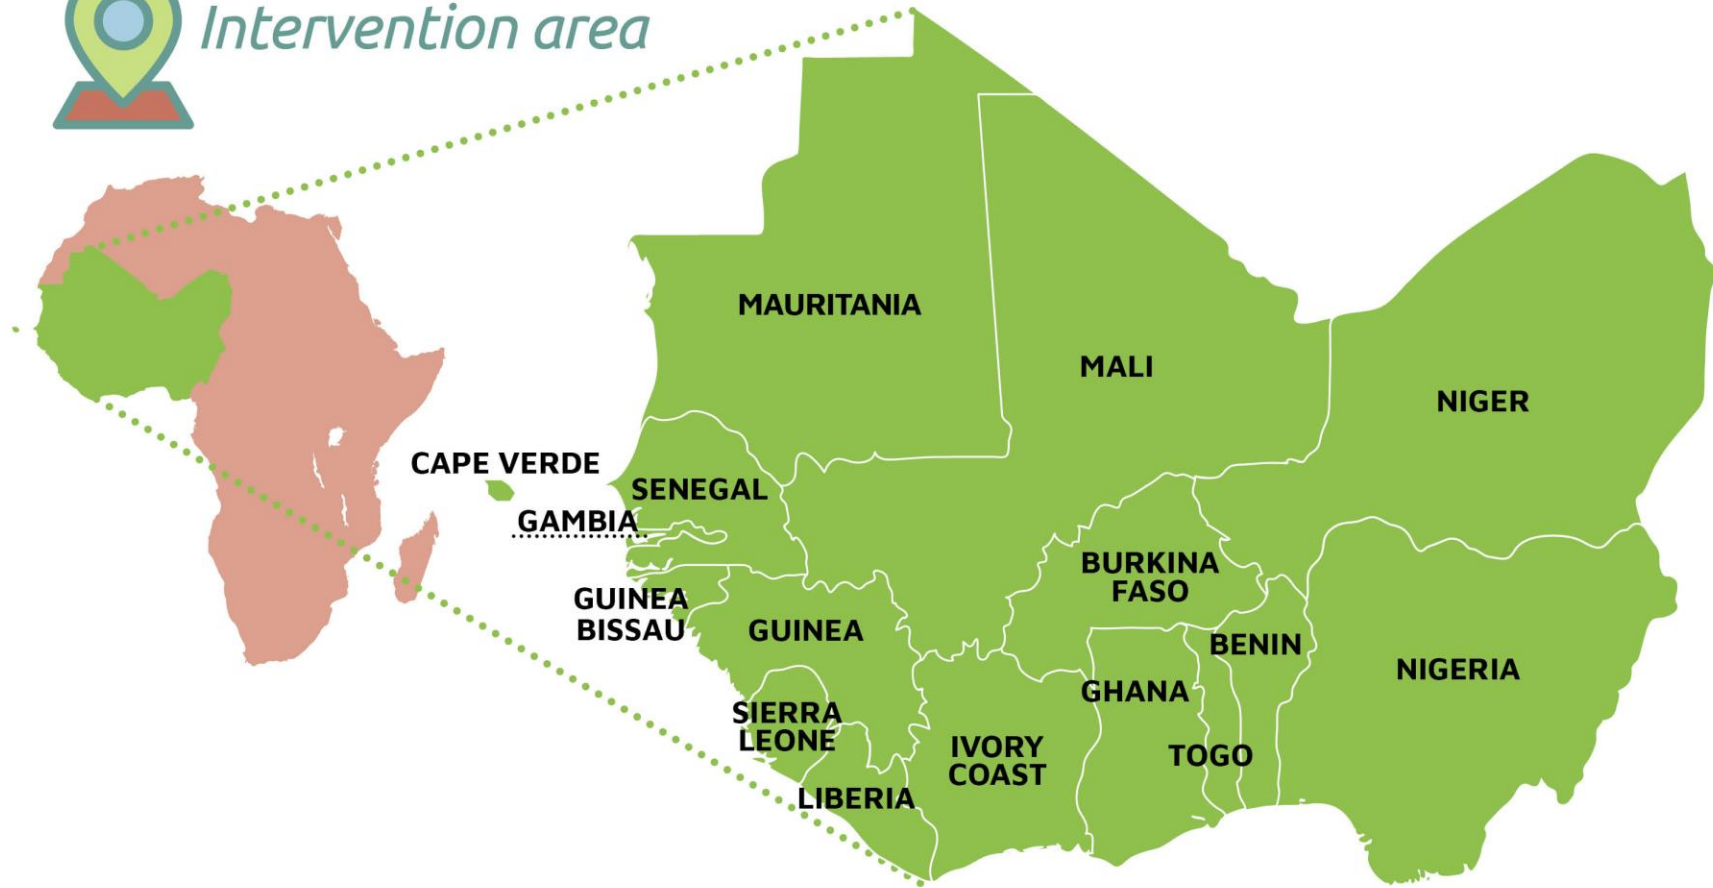 Intervention area
MAURITANIA
MALI
NIGER
CAPE VERDE
SENEGAL
GAMBIA
BURKINA
FASO
GUINEA
BISSAU
GUINEA
BENIN
NIGERIA
GHANA
SIERRA
LEONE
IVORY
COAST
TOGO
LIBERIA